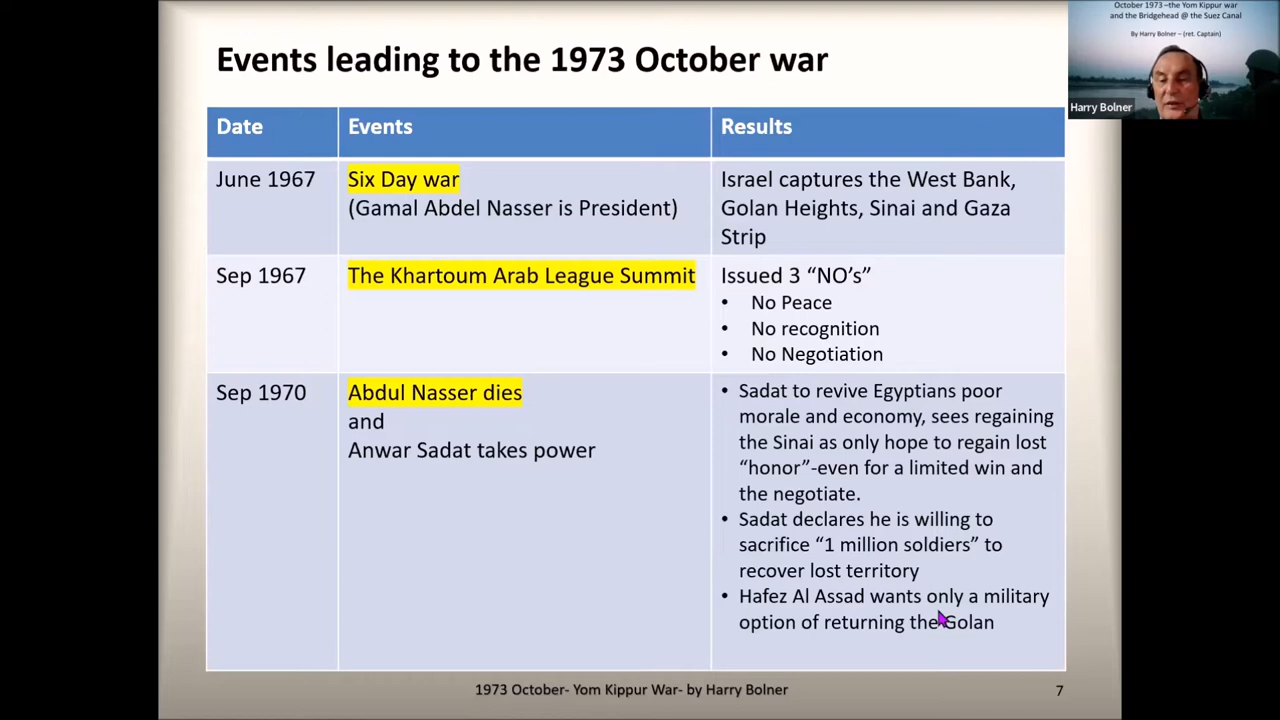 October 1973 –the Yom Kippur war
and the Bridgehead @ the Suez Canal
By Harry Bolner – (ret. Captain)
Harry Bolner
Events leading to the 1973 October war
Date
Events
Results
June 1967
Six Day war
(Gamal Abdel Nasser is President)
Israel captures the West Bank,
Golan Heights, Sinai and Gaza
Strip
Sep 1967
The Khartoum Arab League Summit
Issued 3 “NO’s”
• No Peace
• No recognition
• No Negotiation
Sep 1970
Abdul Nasser dies
and
Anwar Sadat takes power
• Sadat to revive Egyptians poor
morale and economy, sees regaining
the Sinai as only hope to regain lost
“honor”-even for a limited win and
the negotiate.
• Sadat declares he is willing to
sacrifice “1 million soldiers” to
recover lost territory
• Hafez Al Assad wants only a military
option of returning the Golan
1973 October- Yom Kippur War- by Harry Bolner
7